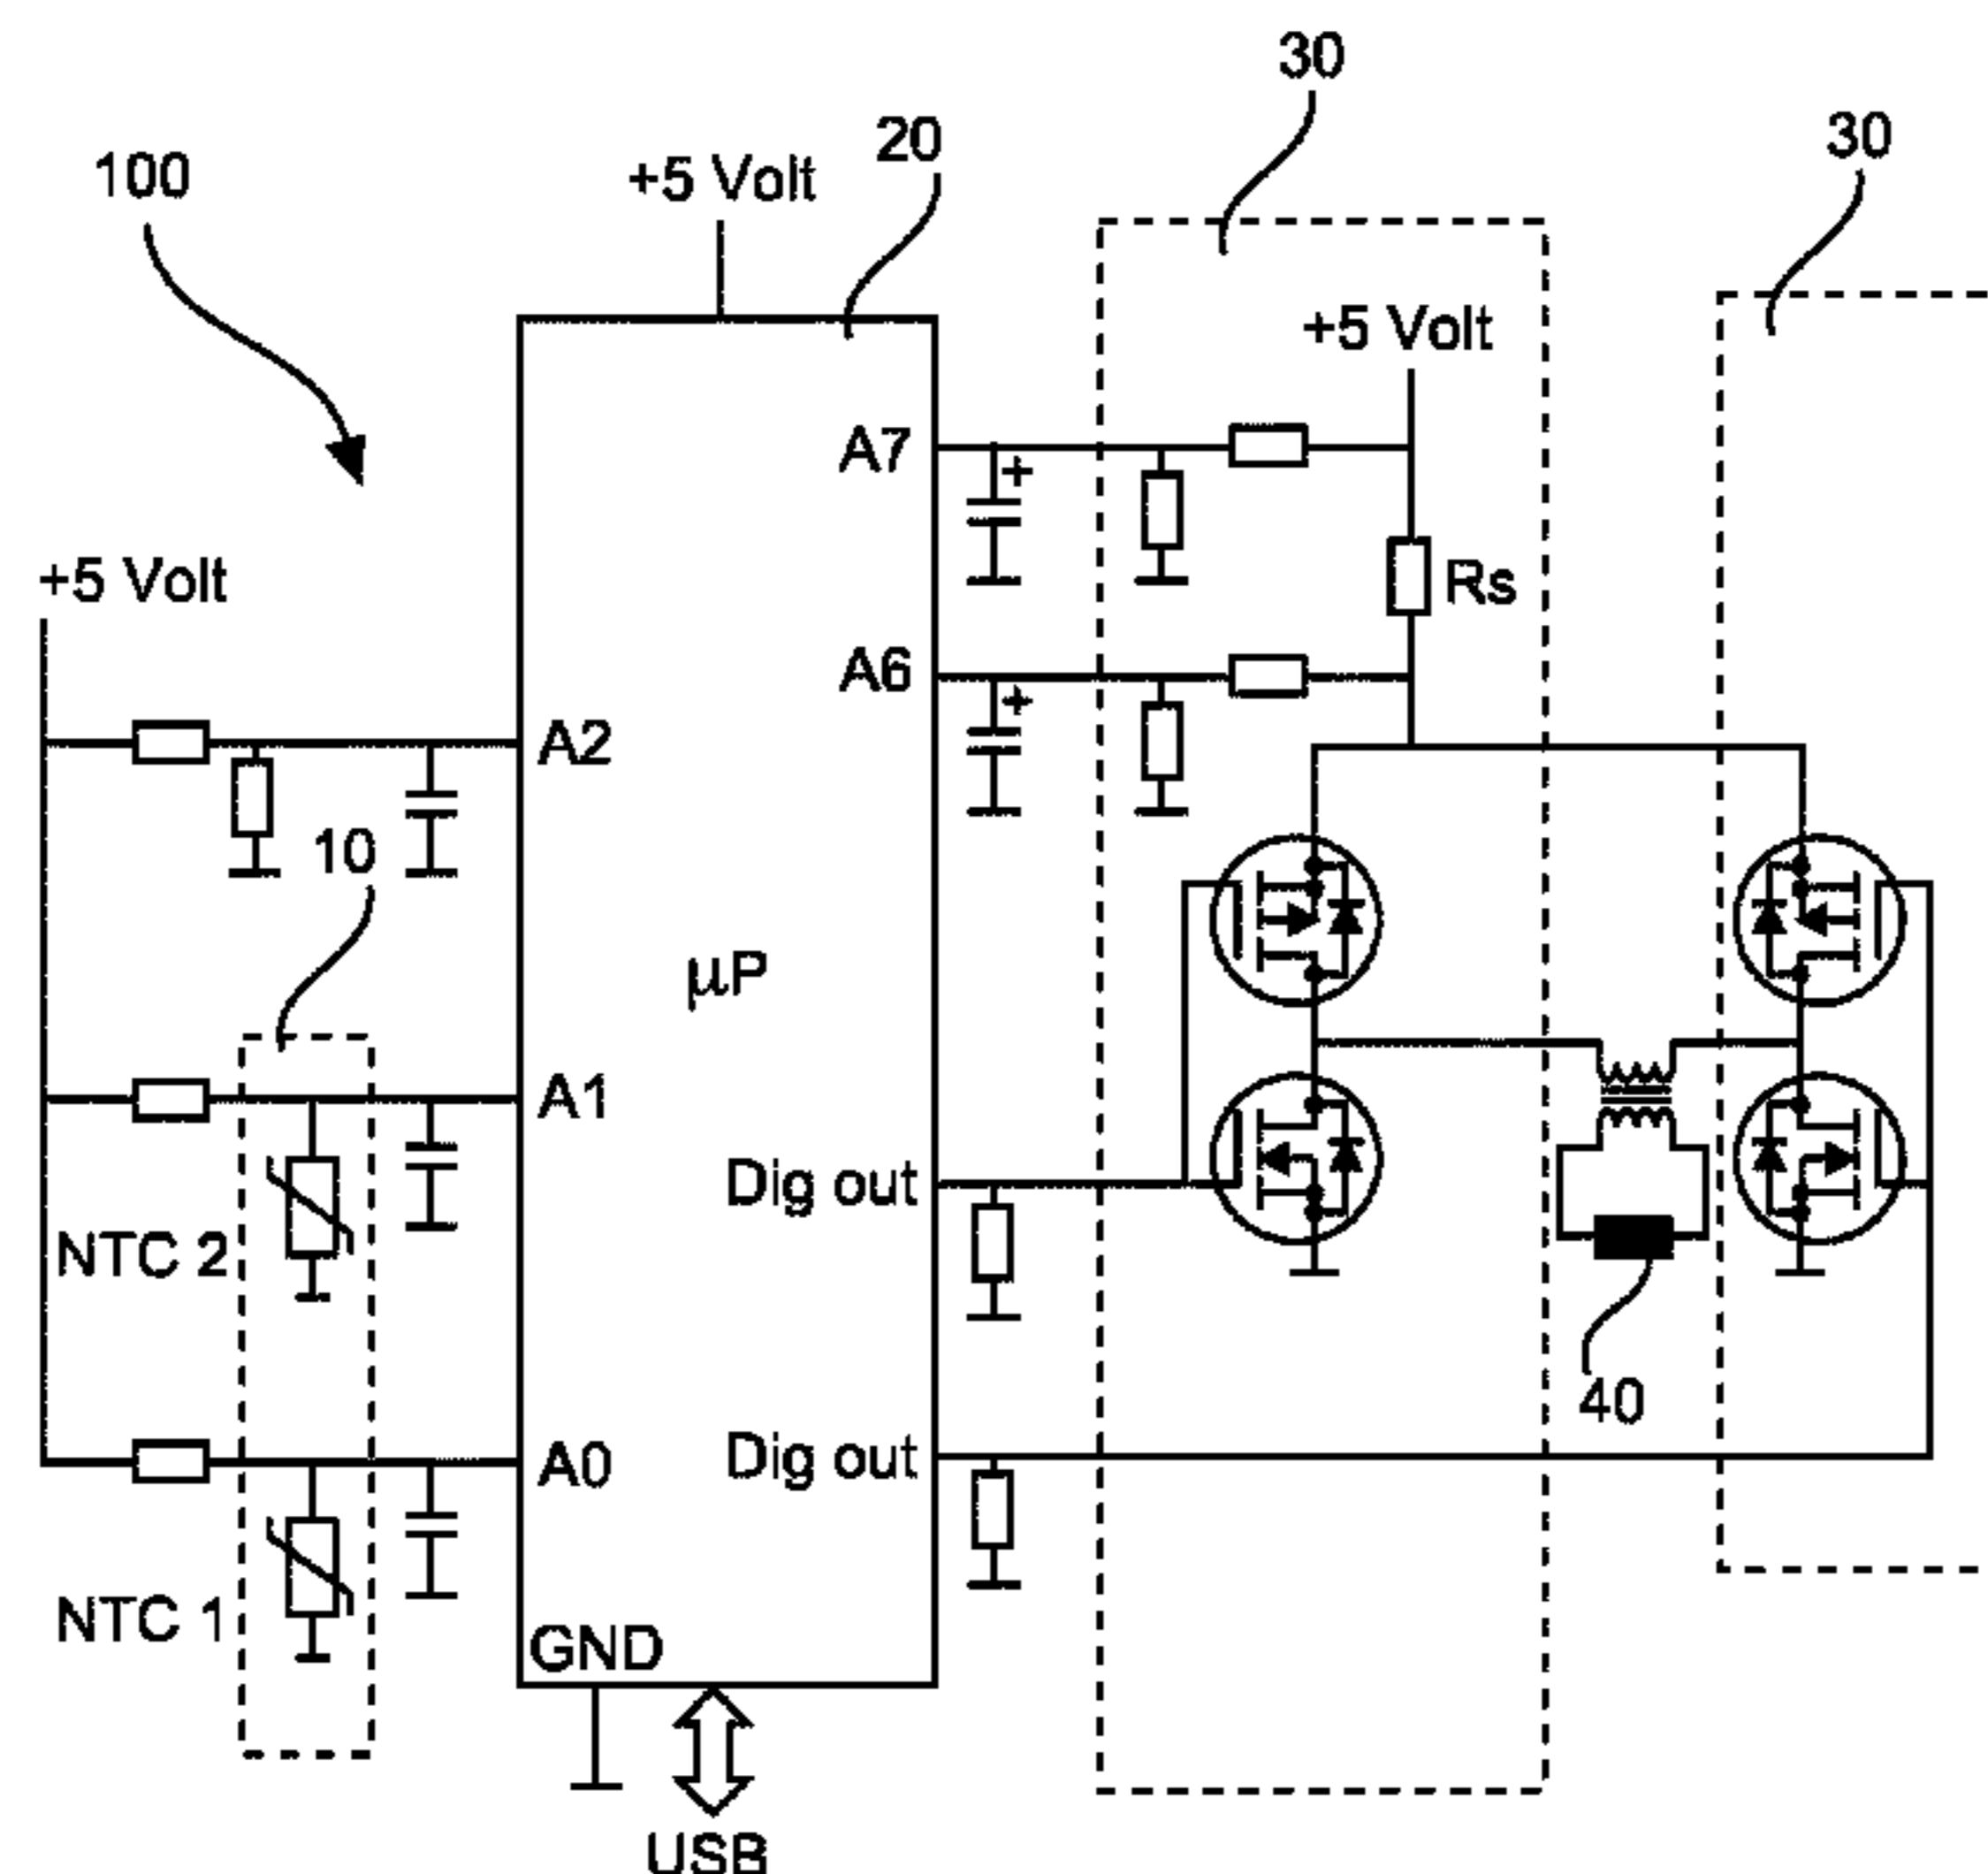 30
20
30
100
+5 Volt
+5 Volt
A7
+
+5 Volt
Rs
A6
+
A2
10
µP
A1
Dig out
NTC 2
40
A0
Dig out
NTC 1
GND
USB